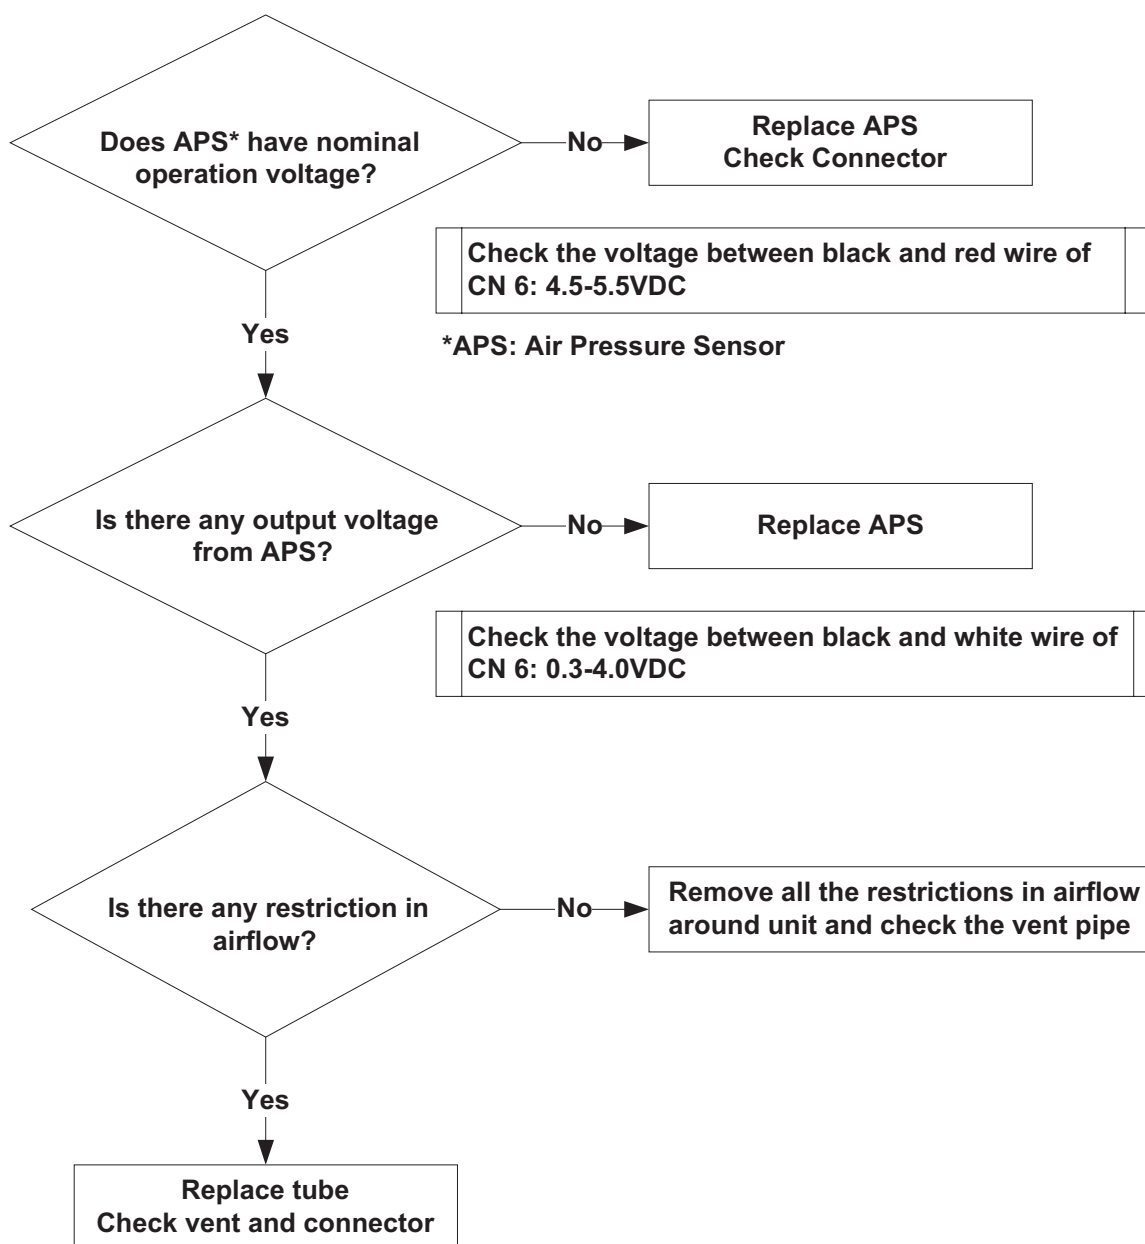 Does APS* have nominal
operation voltage?
No
Replace APS
Check Connector
Check the voltage between black and red wire of
CN 6: 4.5-5.5VDC
Yes
*APS: Air Pressure Sensor
Is there any output voltage
from APS?
No
Replace APS
Check the voltage between black and white wire of
CN 6: 0.3-4.0VDC
Yes
Is there any restriction in
airflow?
No
Remove all the restrictions in airflow
around unit and check the vent pipe
Yes
Replace tube
Check vent and connector